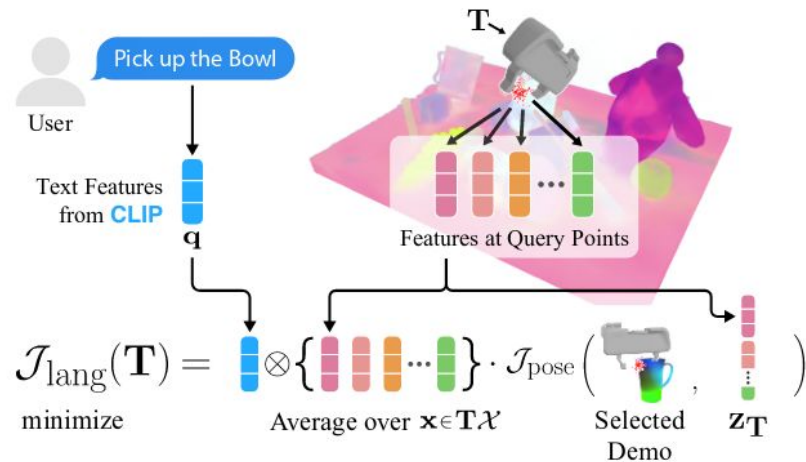 Pick up the Bowl
T
User
Text Features
from CLIP
q
Features at Query Points
𝒥lang(T) = ⊗ { ··· } · 𝒥pose ( , )
minimize
Average over x∈T𝒳
Selected
Demo
zT